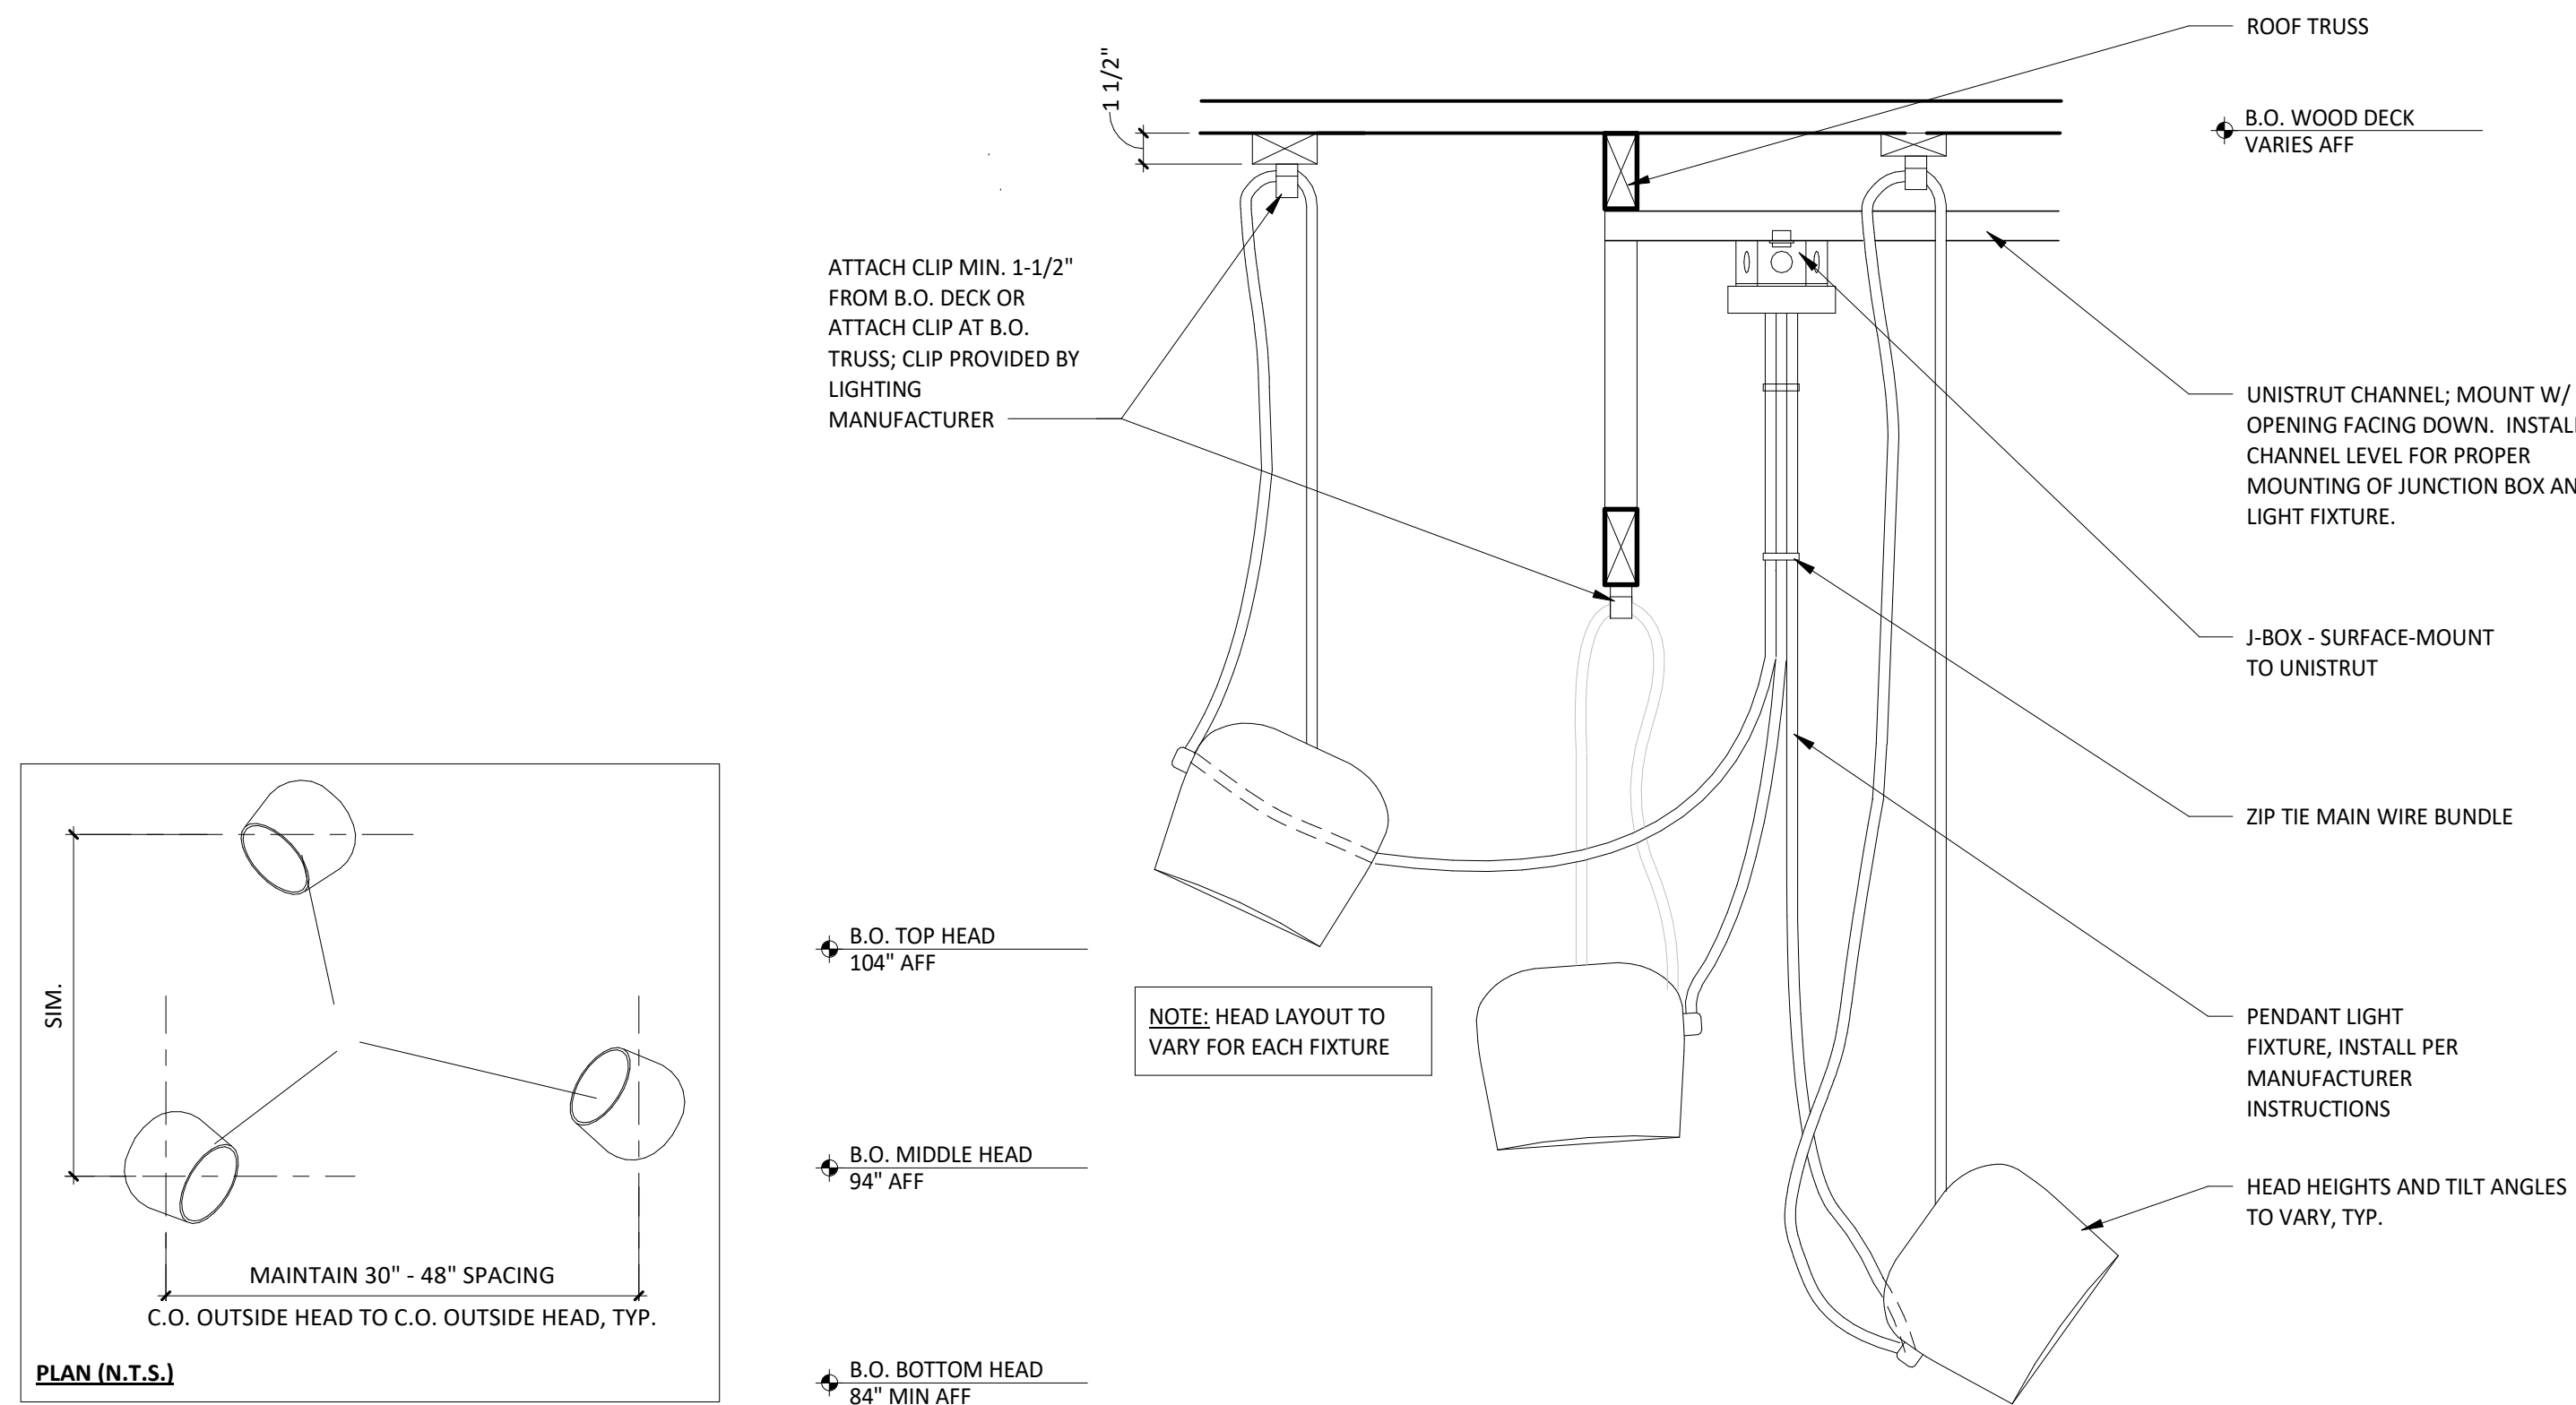 ROOF TRUSS
1 1/2"
B.O. WOOD DECK
VARIES AFF
ATTACH CLIP MIN. 1-1/2"
FROM B.O. DECK OR
ATTACH CLIP AT B.O.
TRUSS; CLIP PROVIDED BY
LIGHTING
MANUFACTURER
UNISTRUT CHANNEL; MOUNT W/
OPENING FACING DOWN.  INSTALL
CHANNEL LEVEL FOR PROPER
MOUNTING OF JUNCTION BOX AN
LIGHT FIXTURE.
J-BOX - SURFACE-MOUNT
TO UNISTRUT
ZIP TIE MAIN WIRE BUNDLE
PENDANT LIGHT
FIXTURE, INSTALL PER
MANUFACTURER
INSTRUCTIONS
HEAD HEIGHTS AND TILT ANGLES
TO VARY, TYP.
B.O. TOP HEAD
104" AFF
NOTE: HEAD LAYOUT TO
VARY FOR EACH FIXTURE
B.O. MIDDLE HEAD
94" AFF
B.O. BOTTOM HEAD
84" MIN AFF
SIM.
MAINTAIN 30" - 48" SPACING
C.O. OUTSIDE HEAD TO C.O. OUTSIDE HEAD, TYP.
PLAN (N.T.S.)